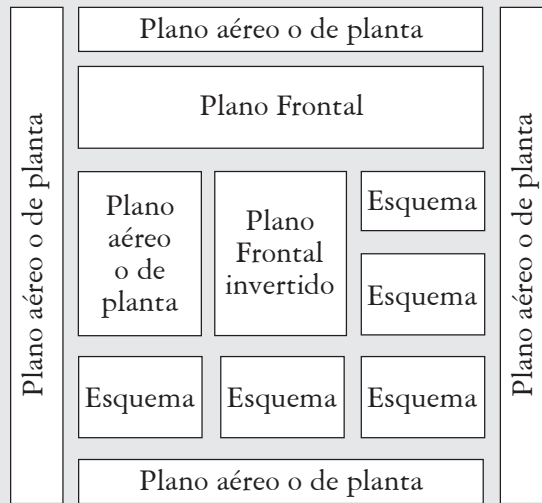 Plano aéreo o de planta
Plano aéreo o de planta
Plano Frontal
Plano
aéreo
o de
planta
Plano
Frontal
invertido
Esquema
Esquema
Esquema
Esquema
Esquema
Plano aéreo o de planta
Plano aéreo o de planta